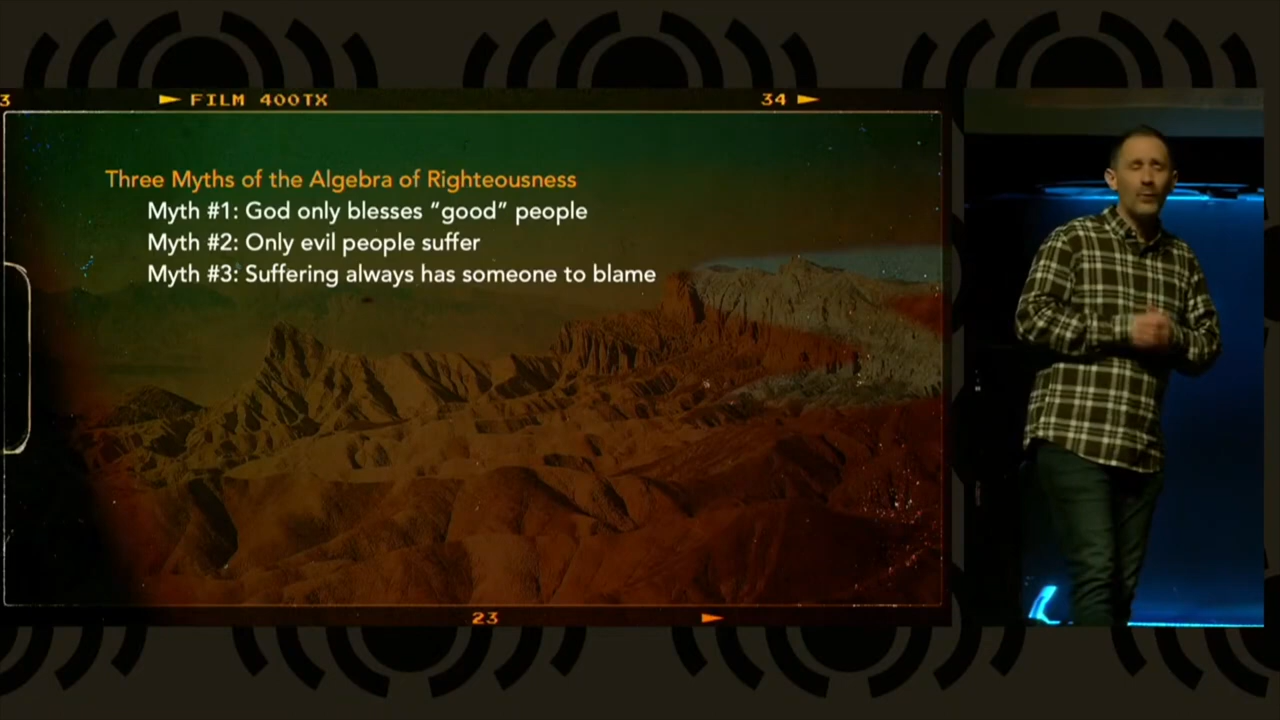 3 FILM 400TX 34
Three Myths of the Algebra of Righteousness
Myth #1: God only blesses “good” people
Myth #2: Only evil people suffer
Myth #3: Suffering always has someone to blame
23